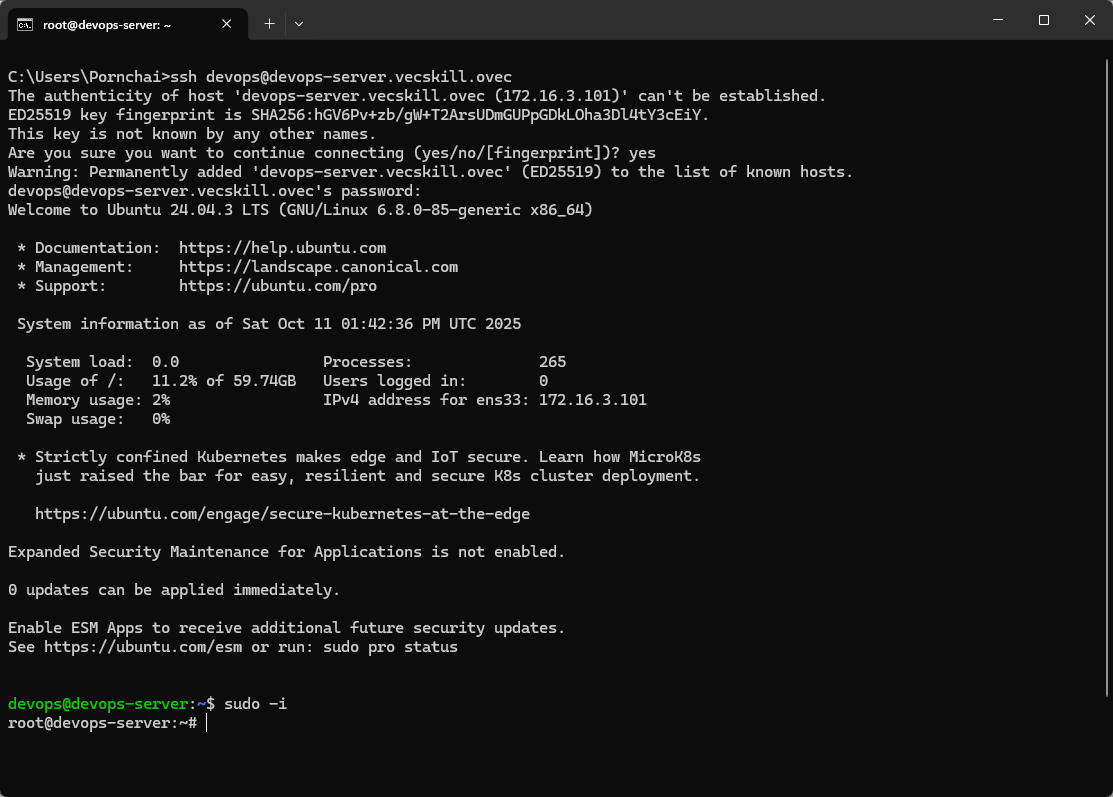 root@devops-server: ~
C:\Users\Pornchai>ssh devops@devops-server.vecskill.ovec
The authenticity of host 'devops-server.vecskill.ovec (172.16.3.101)' can't be established.
ED25519 key fingerprint is SHA256:hGV6Pv+zb/gW+T2ArsUDmGUPpGDkLOha3Dl4tY3cEiY.
This key is not known by any other names.
Are you sure you want to continue connecting (yes/no/[fingerprint])? yes
Warning: Permanently added 'devops-server.vecskill.ovec' (ED25519) to the list of known hosts.
devops@devops-server.vecskill.ovec's password:
Welcome to Ubuntu 24.04.3 LTS (GNU/Linux 6.8.0-85-generic x86_64)
 * Documentation:  https://help.ubuntu.com
 * Management:     https://landscape.canonical.com
 * Support:        https://ubuntu.com/pro
 System information as of Sat Oct 11 01:42:36 PM UTC 2025
  System load:  0.0                Processes:              265
  Usage of /:   11.2% of 59.74GB   Users logged in:        0
  Memory usage: 2%                 IPv4 address for ens33: 172.16.3.101
  Swap usage:   0%
 * Strictly confined Kubernetes makes edge and IoT secure. Learn how MicroK8s
   just raised the bar for easy, resilient and secure K8s cluster deployment.
   https://ubuntu.com/engage/secure-kubernetes-at-the-edge
Expanded Security Maintenance for Applications is not enabled.
0 updates can be applied immediately.
Enable ESM Apps to receive additional future security updates.
See https://ubuntu.com/esm or run: sudo pro status
devops@devops-server:~$ sudo -i
root@devops-server:~#